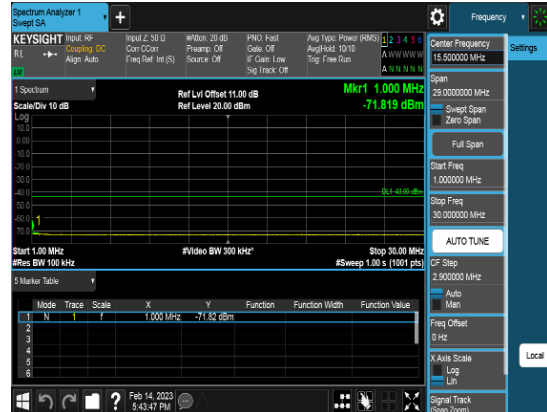 Spectrum Analyzer 1
Swept SA
+
Frequency
KEYSIGHT
RL
Input: RF
Coupling: DC
Align: Auto
Input Z: 50 Ω
Corr CCorr
Freq Ref: Int (S)
#Atten: 20 dB
Preamp: Off
Source: Off
PNO: Fast
Gate: Off
IF Gain: Low
Sig Track: Off
Avg Type: Power (RMS)
Avg|Hold: 10/10
Trig: Free Run
1 2 3 4 5 6
A W W W W W
A N N N N N
Center Frequency
15.500000 MHz
Settings
Span
29.0000000 MHz
Swept Span
Zero Span
Full Span
Start Freq
1.000000 MHz
Stop Freq
30.000000 MHz
AUTO TUNE
CF Step
2.900000 MHz
Auto
Man
Freq Offset
0 Hz
X Axis Scale
Log
Lin
Signal Track
(Span Zoom)
Local
1 Spectrum
Scale/Div 10 dB
Log
Ref Lvl Offset 11.00 dB
Ref Level 20.00 dBm
Mkr1 1.000 MHz
-71.819 dBm
10.0
0.00
-10.0
-20.0
-30.0
-40.0
-50.0
-60.0
-70.0
DL1 -43.00 dBm
1
Start 1.00 MHz
#Res BW 100 kHz
#Video BW 300 kHz*
Stop 30.00 MHz
#Sweep 1.00 s (1001 pts)
5 Marker Table
Mode Trace Scale X Y Function Function Width Function Value
1 N 1 f 1.000 MHz -71.82 dBm
2
3
4
5
6
? Feb 14, 2023
5:43:47 PM